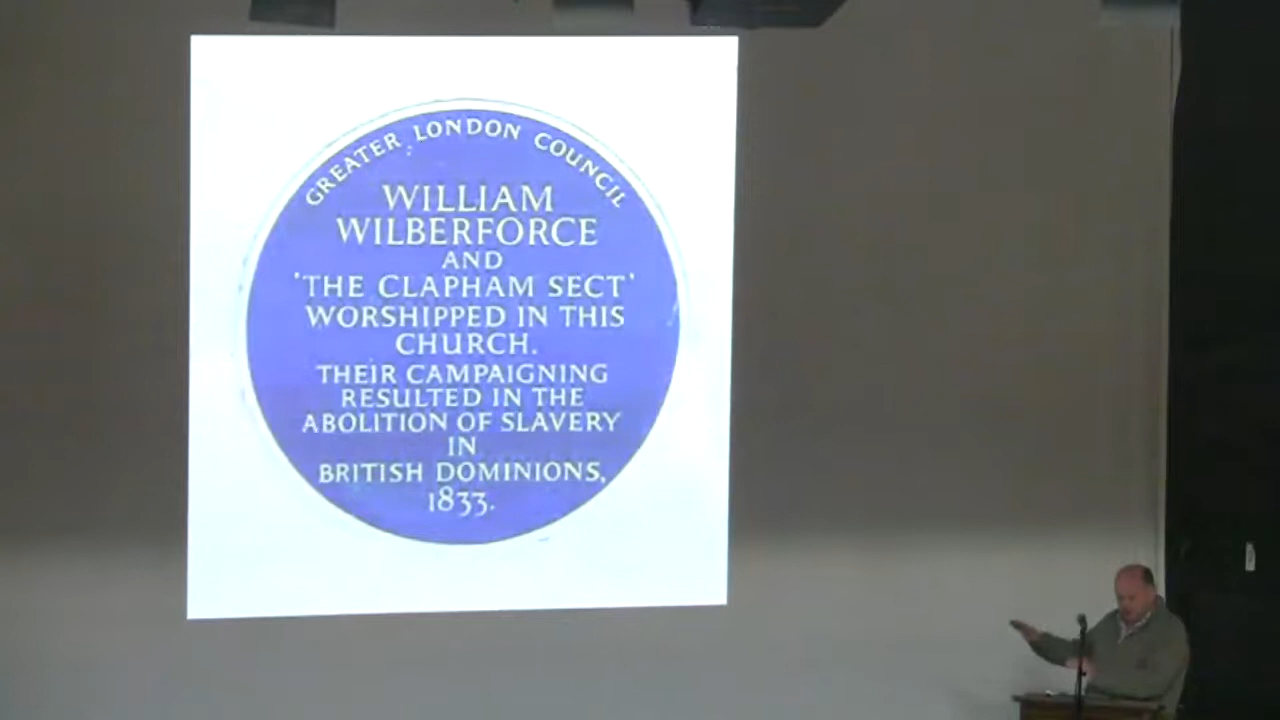 GREATER LONDON COUNCIL
WILLIAM
WILBERFORCE
AND
'THE CLAPHAM SECT'
WORSHIPPED IN THIS
CHURCH.
THEIR CAMPAIGNING
RESULTED IN THE
ABOLITION OF SLAVERY
IN
BRITISH DOMINIONS,
1833.